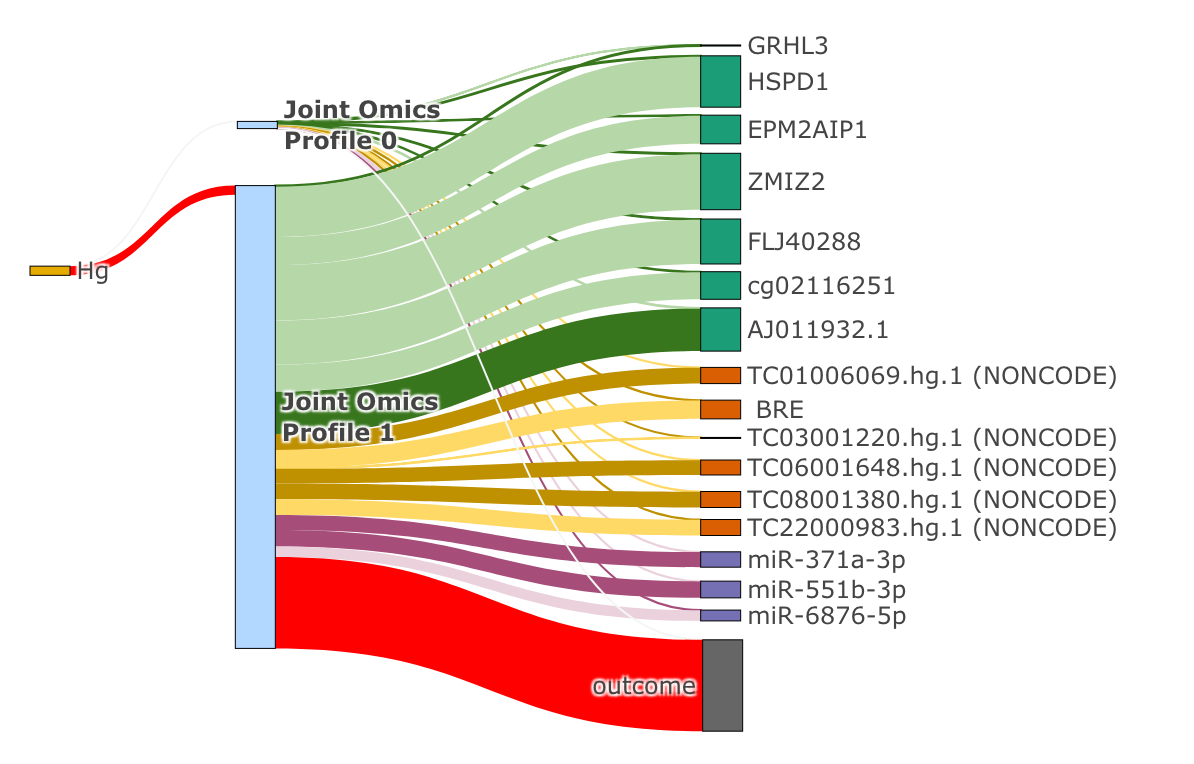 Hg
Joint Omics
Profile 0
Joint Omics
Profile 1
GRHL3
HSPD1
EPM2AIP1
ZMIZ2
FLJ40288
cg02116251
AJ011932.1
TC01006069.hg.1 (NONCODE)
BRE
TC03001220.hg.1 (NONCODE)
TC06001648.hg.1 (NONCODE)
TC08001380.hg.1 (NONCODE)
TC22000983.hg.1 (NONCODE)
miR-371a-3p
miR-551b-3p
miR-6876-5p
outcome